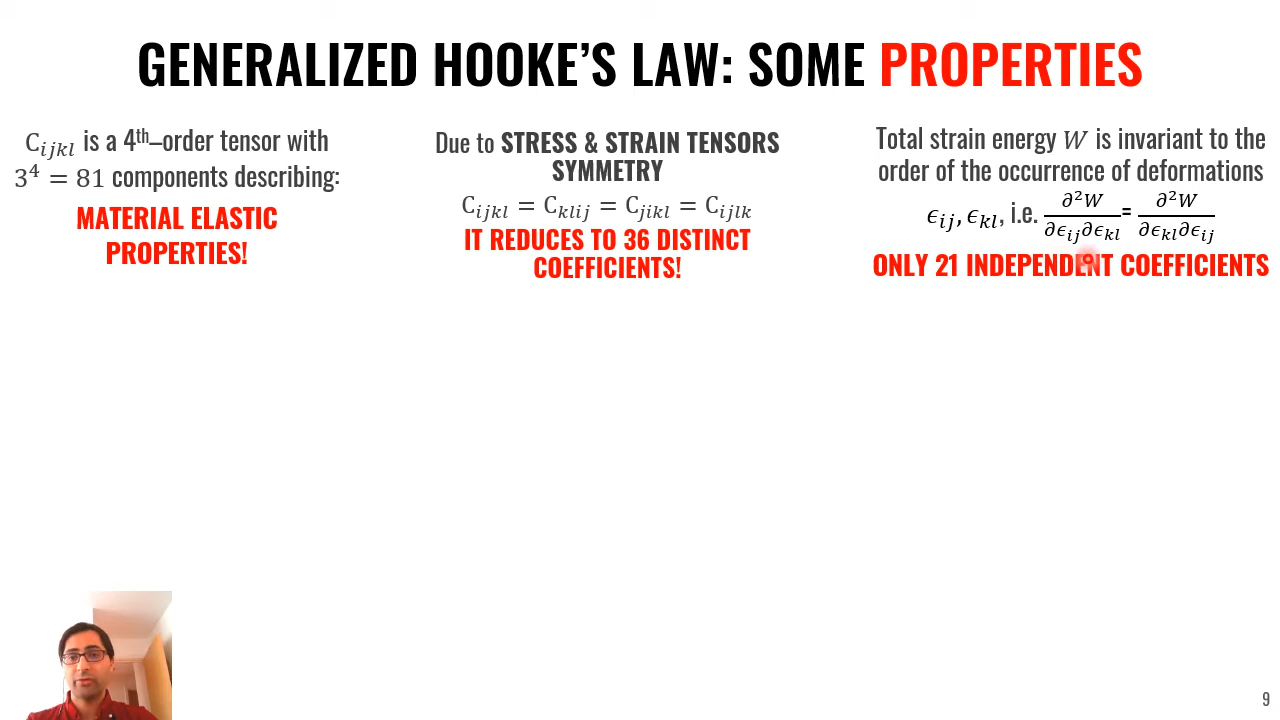 GENERALIZED HOOKE'S LAW: SOME PROPERTIES
C_{ijkl} is a 4th–order tensor with
3⁴ = 81 components describing:
MATERIAL ELASTIC
PROPERTIES!
Due to STRESS & STRAIN TENSORS
SYMMETRY
C_{ijkl} = C_{klij} = C_{jikl} = C_{ijlk}
IT REDUCES TO 36 DISTINCT
COEFFICIENTS!
Total strain energy W is invariant to the
order of the occurrence of deformations
ϵ_{ij}, ϵ_{kl}, i.e. ∂²W/∂ϵ_{ij}∂ϵ_{kl} = ∂²W/∂ϵ_{kl}∂ϵ_{ij}
ONLY 21 INDEPENDENT COEFFICIENTS
9